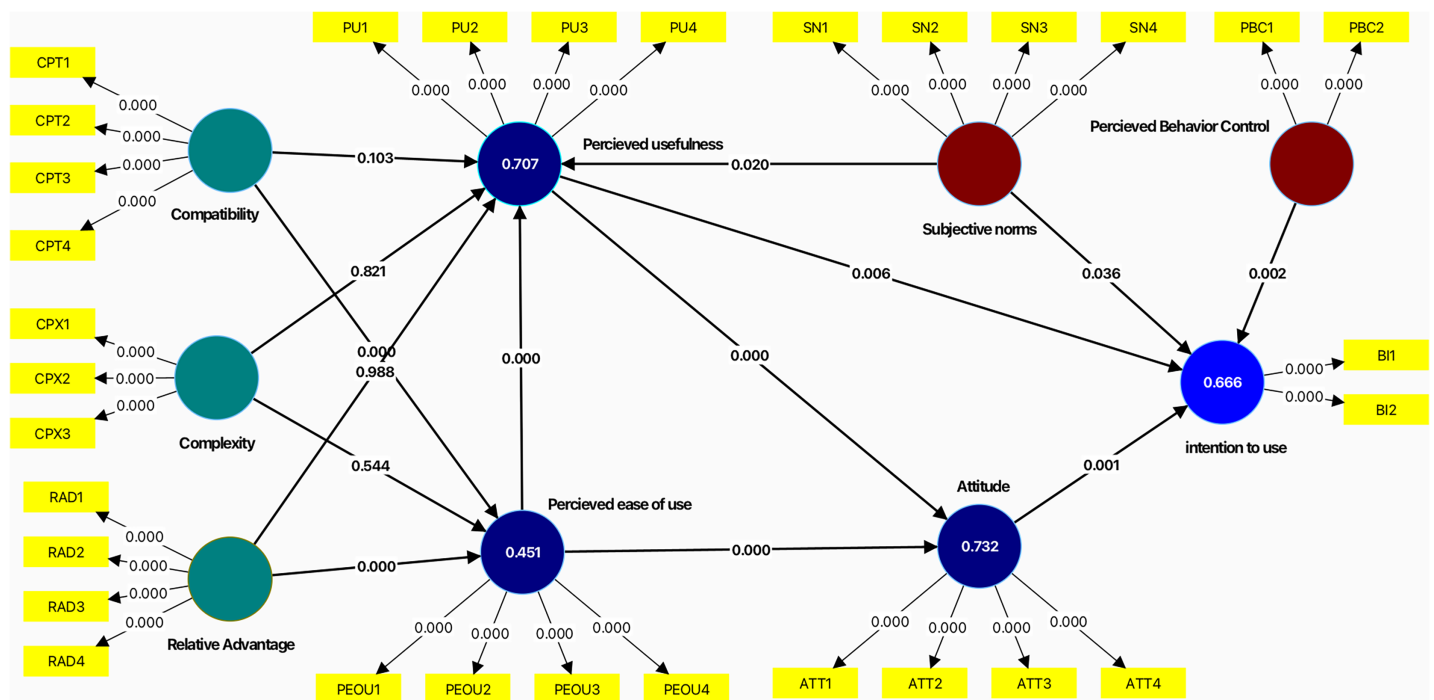 PU1
PU2
PU3
PU4
SN1
SN2
SN3
SN4
PBC1
PBC2
CPT1
0.000
0.000
0.000
0.000
0.000
0.000
0.000
0.000
0.000
0.000
0.000
CPT2
0.000
Percieved Behavior Control
0.103
Percieved usefulness
0.707
0.020
0.000
CPT3
0.000
Compatibility
Subjective norms
CPT4
0.821
0.006
0.036
0.002
CPX1
0.000
0.000
0.988
0.000
0.000
0.000
BI1
CPX2
0.000
0.666
0.000
BI2
0.000
CPX3
Complexity
intention to use
0.544
0.001
RAD1
Percieved ease of use
Attitude
0.000
RAD2
0.000
0.000
0.451
0.000
0.732
0.000
RAD3
0.000
Relative Advantage
RAD4
0.000
0.000
0.000
0.000
0.000
0.000
0.000
0.000
PEOU1
PEOU2
PEOU3
PEOU4
ATT1
ATT2
ATT3
ATT4